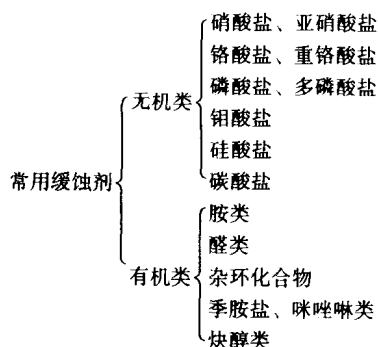 常用缓蚀剂
无机类
硝酸盐、亚硝酸盐
铬酸盐、重铬酸盐
磷酸盐、多磷酸盐
钼酸盐
硅酸盐
碳酸盐
有机类
胺类
醛类
杂环化合物
季胺盐、咪唑啉类
炔醇类